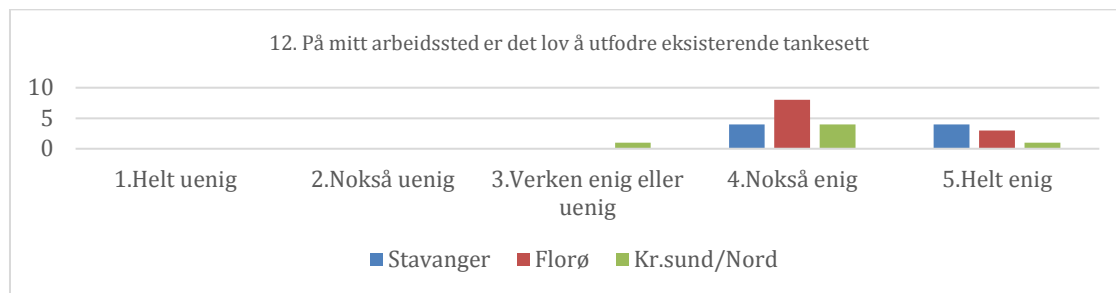 12. På mitt arbeidssted er det lov å utfodre eksisterende tankesett
10
5
0
1.Helt uenig
2.Nokså uenig
3.Verken enig eller
uenig
4.Nokså enig
5.Helt enig
Stavanger
Florø
Kr.sund/Nord